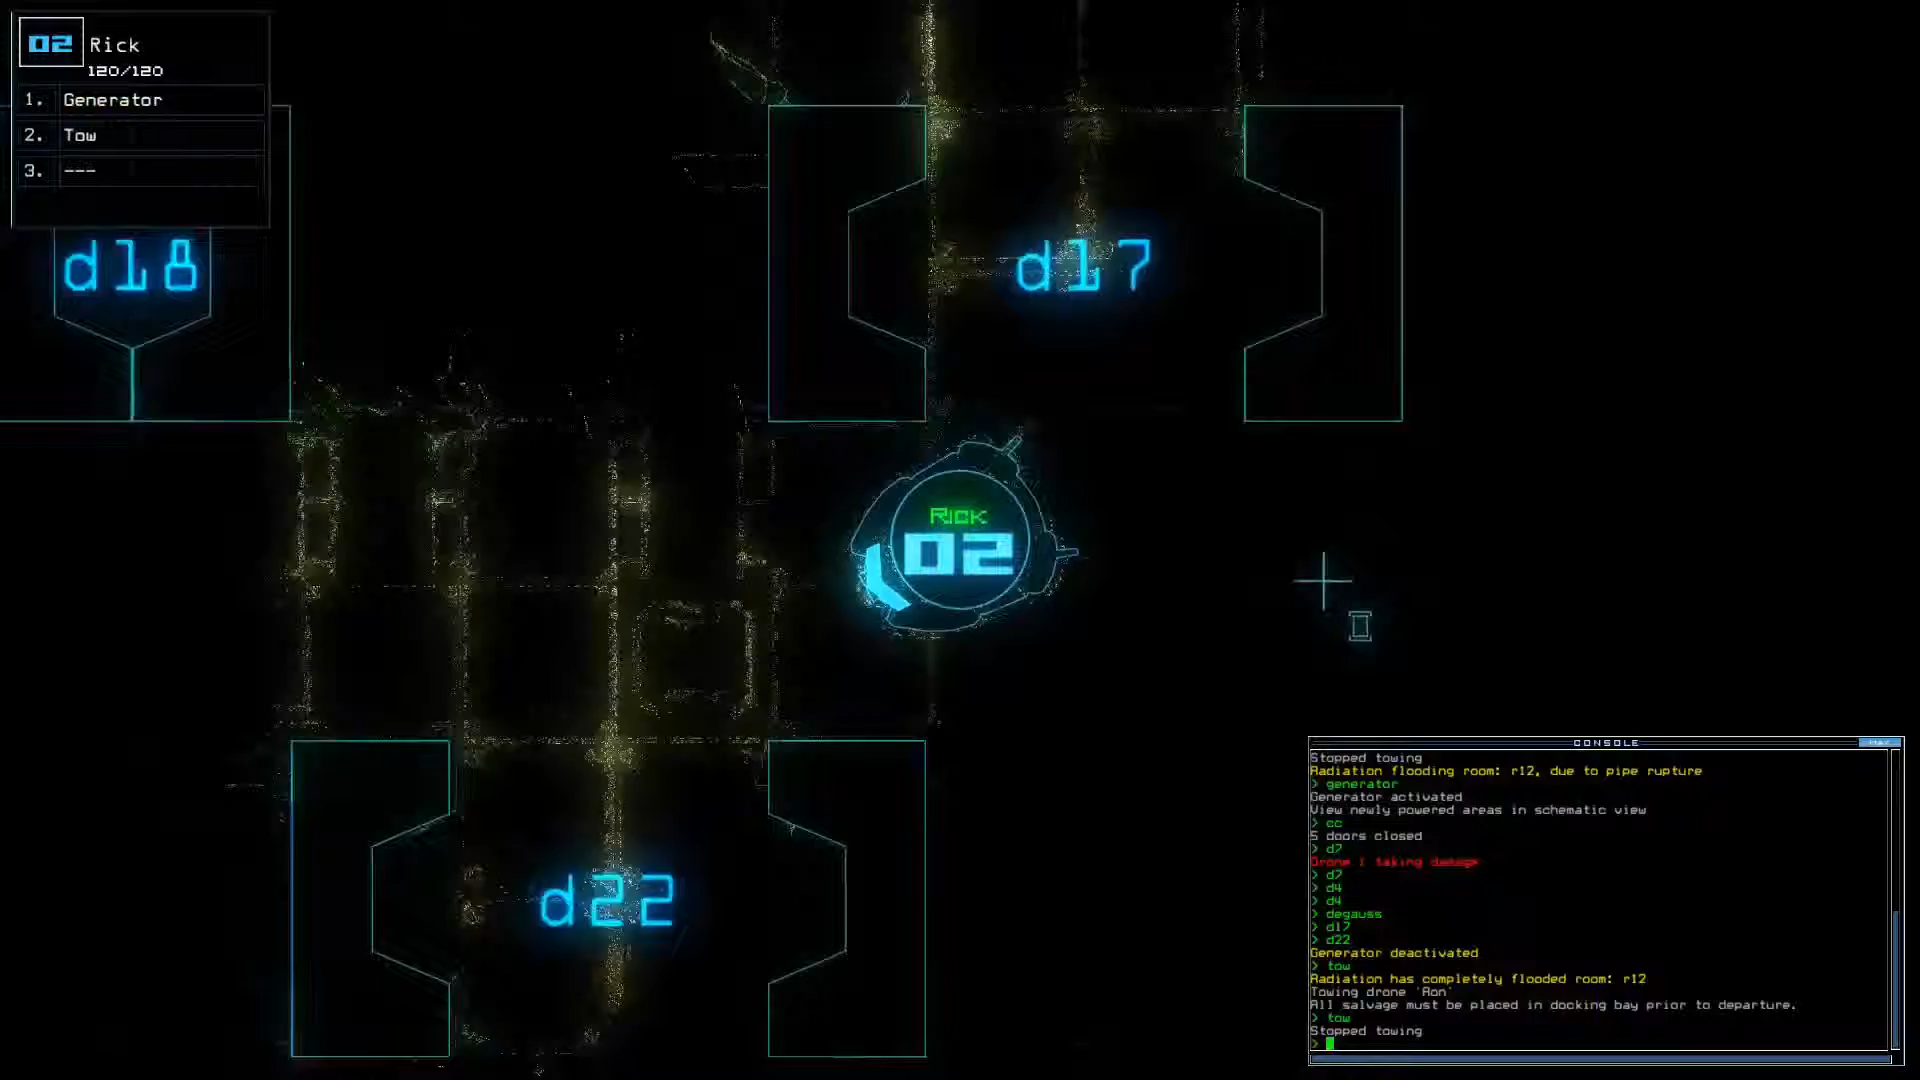 02 Rick
120/120
1. Generator
2. Tow
3. ---
d18
d17
Rick
02
d22
CONSOLE
Stopped towing
Radiation flooding room: r12, due to pipe rupture
> generator
Generator activated
View newly powered areas in schematic view
> cc
5 doors closed
> d7
Drone 1 taking damage
> d7
> d4
> d4
> degauss
> d17
> d22
Generator deactivated
> tow
Radiation has completely flooded room: r12
Towing drone 'Ron'
All salvage must be placed in docking bay prior to departure.
> tow
Stopped towing
>